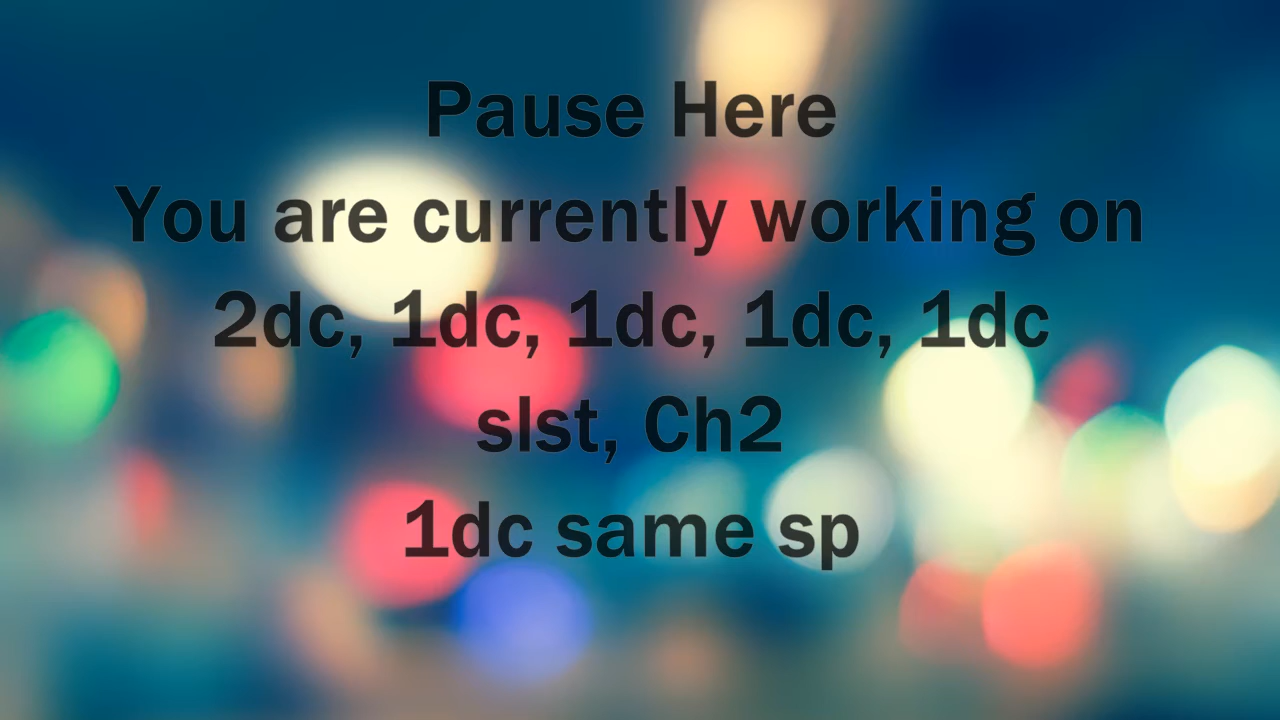 Pause Here
You are currently working on
2dc, 1dc, 1dc, 1dc, 1dc
slst, Ch2
1dc same sp